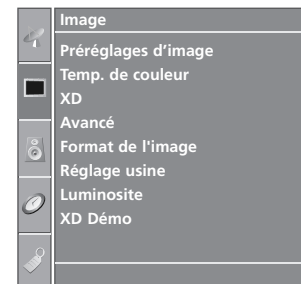 Image
Préréglages d’image
Temp. de couleur
XD
Avancé
Format de l'image
Réglage usine
Luminosite
XD Démo